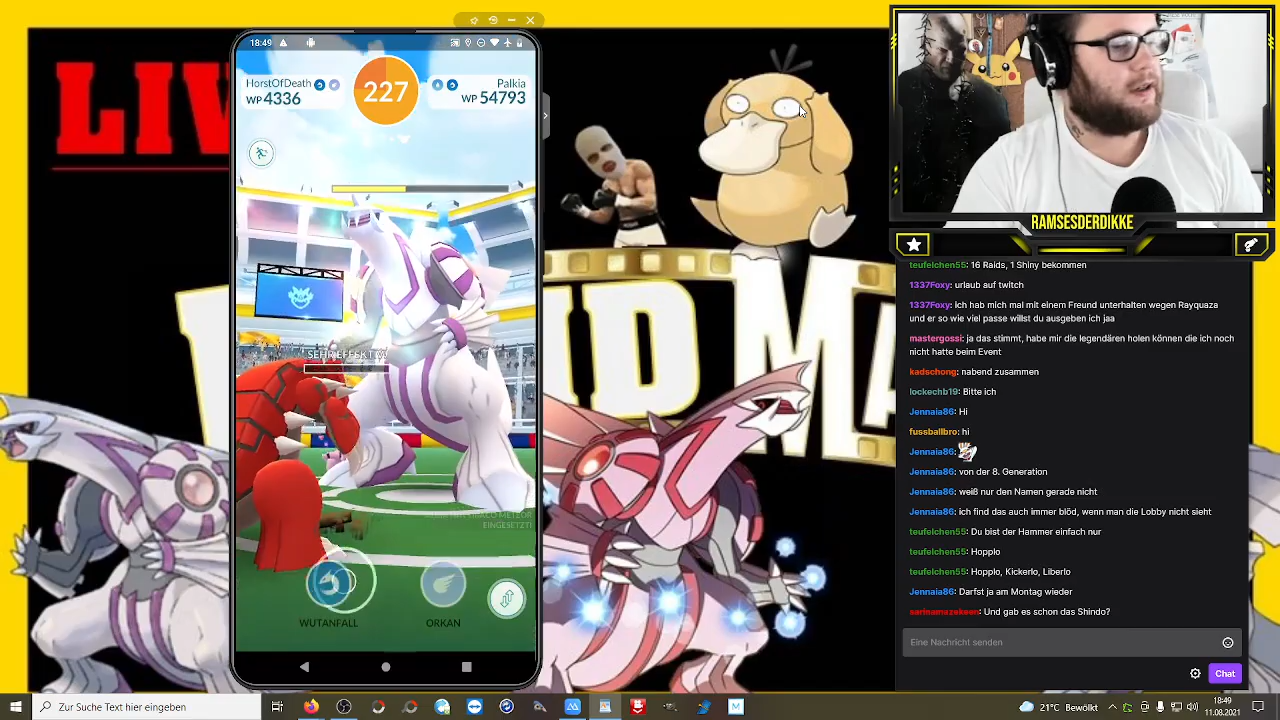 LIV
18:49
HorstOfDeath
WP 4336
227
Palkia
WP 54793
SEHR EFFEKTIV
EINGESETZT!
WUTANFALL
ORKAN
RAMSESDERDIKKE
teufelchen55: 16 Raids, 1 Shiny bekommen
1337Foxy: urlaub auf twitch
1337Foxy: ich hab mich mal mit einem Freund unterhalten wegen Rayquaza
und er so wie viel passe willst du ausgeben ich jaa
mastergossi: ja das stimmt, habe mir die legendären holen können die ich noch
nicht hatte beim Event
kadschong: nabend zusammen
lockechb19: Bitte ich
Jennaia86: Hi
fussballbro: hi
Jennaia86:
Jennaia86: von der 8. Generation
Jennaia86: weiß nur den Namen gerade nicht
Jennaia86: ich find das auch immer blöd, wenn man die Lobby nicht sieht
teufelchen55: Du bist der Hammer einfach nur
teufelchen55: Hopplo
teufelchen55: Hopplo, Kickerlo, Liberlo
Jennaia86: Darfst ja am Montag wieder
sarinamazekeen: Und gab es schon das Shindo?
Eine Nachricht senden
Chat
Zur Suche Text hier eingeben
21°C Bewölkt
18:49
11.08.2021